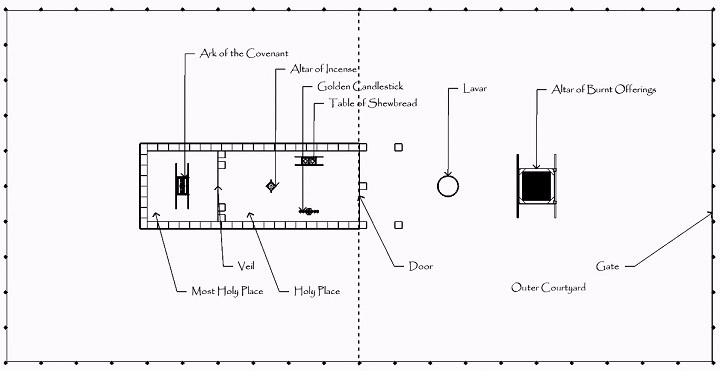 Ark of the Covenant
Altar of Incense
Golden Candlestick
Table of Shewbread
Lavar
Altar of Burnt Offerings
Veil
Door
Gate
Most Holy Place
Holy Place
Outer Courtyard